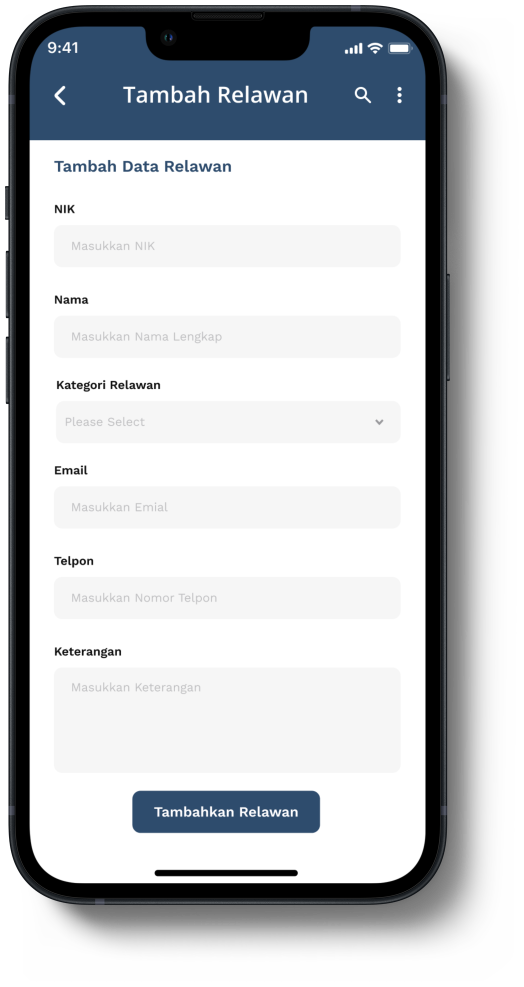 9:41
Tambah Relawan
Tambah Data Relawan
NIK
Masukkan NIK
Nama
Masukkan Nama Lengkap
Kategori Relawan
Please Select
Email
Masukkan Emial
Telpon
Masukkan Nomor Telpon
Keterangan
Masukkan Keterangan
Tambahkan Relawan